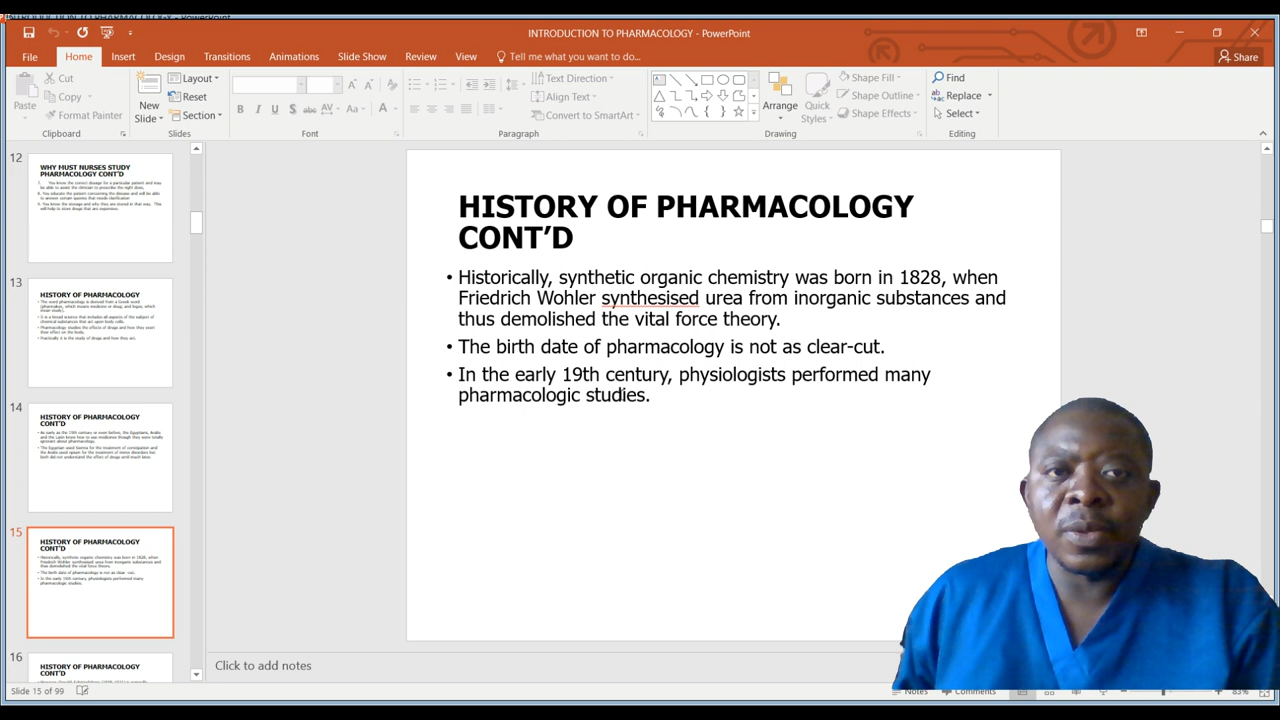 INTRODUCTION TO PHARMACOLOGY - PowerPoint
File Home Insert Design Transitions Animations Slide Show Review View Tell me what you want to do... Share
Cut
Copy
Format Painter
Paste
Clipboard
New
Slide
Layout
Reset
Section
Slides
Font
Text Direction
Align Text
Convert to SmartArt
Paragraph
Arrange
Quick
Styles
Shape Fill
Shape Outline
Shape Effects
Drawing
Find
Replace
Select
Editing
12
WHY MUST NURSES STUDY
PHARMACOLOGY CONT'D
13
HISTORY OF PHARMACOLOGY
14
HISTORY OF PHARMACOLOGY
CONT'D
15
HISTORY OF PHARMACOLOGY
CONT'D
16
HISTORY OF PHARMACOLOGY
CONT'D
HISTORY OF PHARMACOLOGY
CONT'D
• Historically, synthetic organic chemistry was born in 1828, when
Friedrich Wohler synthesised urea from inorganic substances and
thus demolished the vital force theory.
• The birth date of pharmacology is not as clear-cut.
• In the early 19th century, physiologists performed many
pharmacologic studies.
Click to add notes
Slide 15 of 99
Notes
Comments
83%